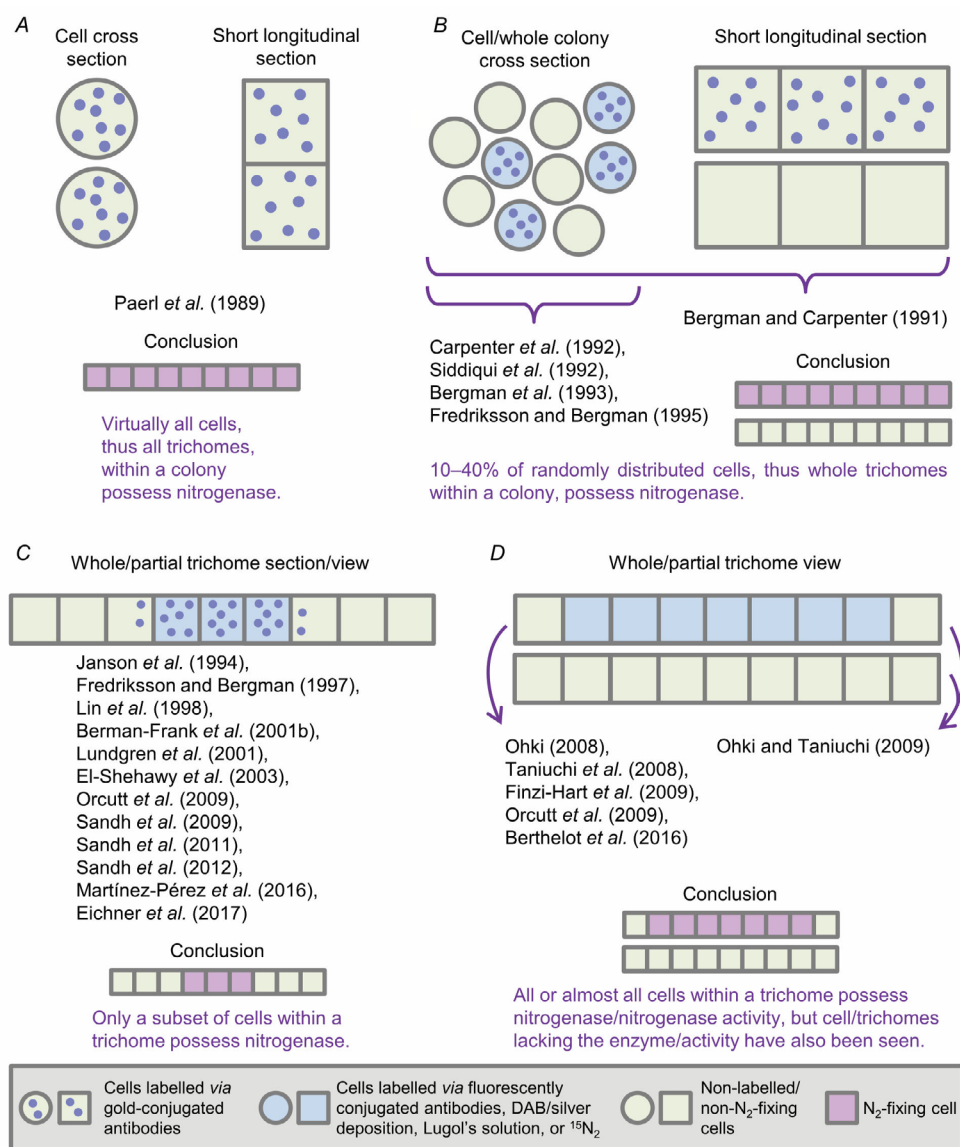 A
Cell cross
section
Short longitudinal
section
Paerl et al. (1989)
Conclusion
Virtually all cells,
thus all trichomes,
within a colony
possess nitrogenase.
B
Cell/whole colony
cross section
Short longitudinal section
Carpenter et al. (1992),
Siddiqui et al. (1992),
Bergman et al. (1993),
Fredriksson and Bergman (1995)
Bergman and Carpenter (1991)
Conclusion
10–40% of randomly distributed cells, thus whole trichomes
within a colony, possess nitrogenase.
C
Whole/partial trichome section/view
Janson et al. (1994),
Fredriksson and Bergman (1997),
Lin et al. (1998),
Berman-Frank et al. (2001b),
Lundgren et al. (2001),
El-Shehawy et al. (2003),
Orcutt et al. (2009),
Sandh et al. (2009),
Sandh et al. (2011),
Sandh et al. (2012),
Martínez-Pérez et al. (2016),
Eichner et al. (2017)
Conclusion
Only a subset of cells within a
trichome possess nitrogenase.
D
Whole/partial trichome view
Ohki (2008),
Taniuchi et al. (2008),
Finzi-Hart et al. (2009),
Orcutt et al. (2009),
Berthelot et al. (2016)
Ohki and Taniuchi (2009)
Conclusion
All or almost all cells within a trichome possess
nitrogenase/nitrogenase activity, but cell/trichomes
lacking the enzyme/activity have also been seen.
Cells labelled via
gold-conjugated
antibodies
Cells labelled via fluorescently
conjugated antibodies, DAB/silver
deposition, Lugol's solution, or ¹⁵N₂
Non-labelled/
non-N₂-fixing
cells
N₂-fixing cell